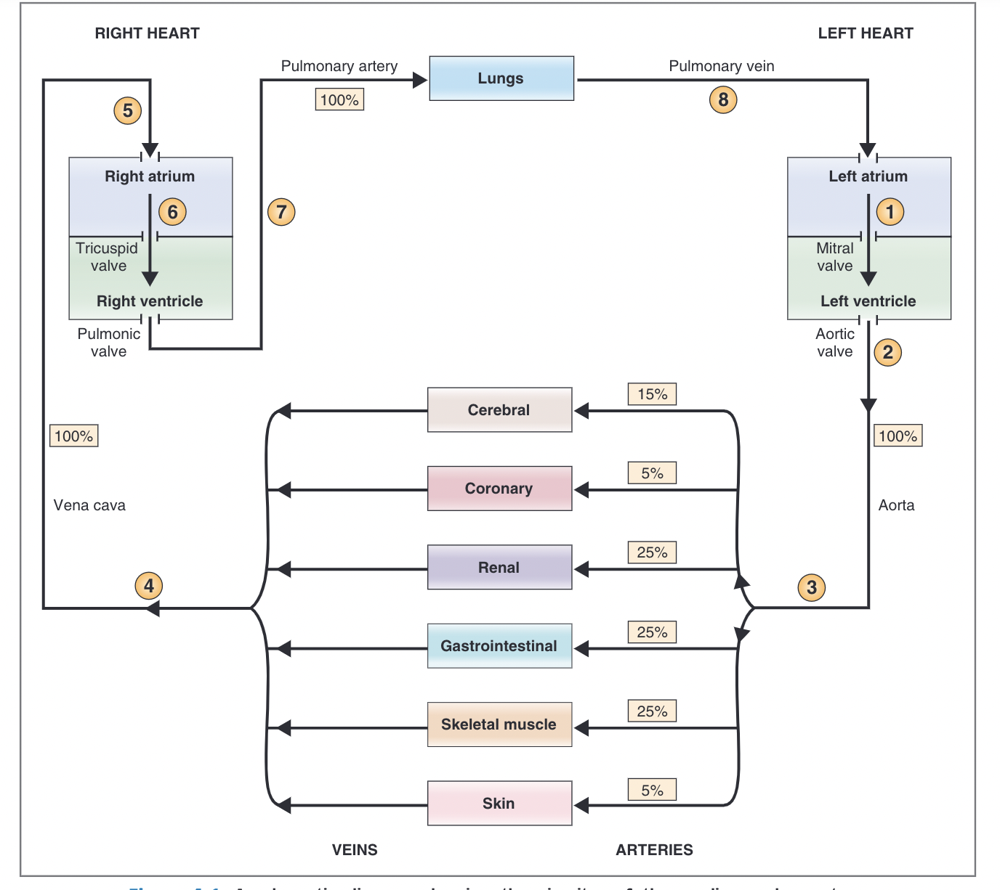 RIGHT HEART
LEFT HEART
Pulmonary artery
100%
Lungs
Pulmonary vein
8
5
Right atrium
6
Tricuspid
valve
Right ventricle
Pulmonic
valve
7
Left atrium
1
Mitral
valve
Left ventricle
Aortic
valve
2
100%
Aorta
3
15%
Cerebral
5%
Coronary
25%
Renal
25%
Gastrointestinal
25%
Skeletal muscle
5%
Skin
4
100%
Vena cava
VEINS
ARTERIES